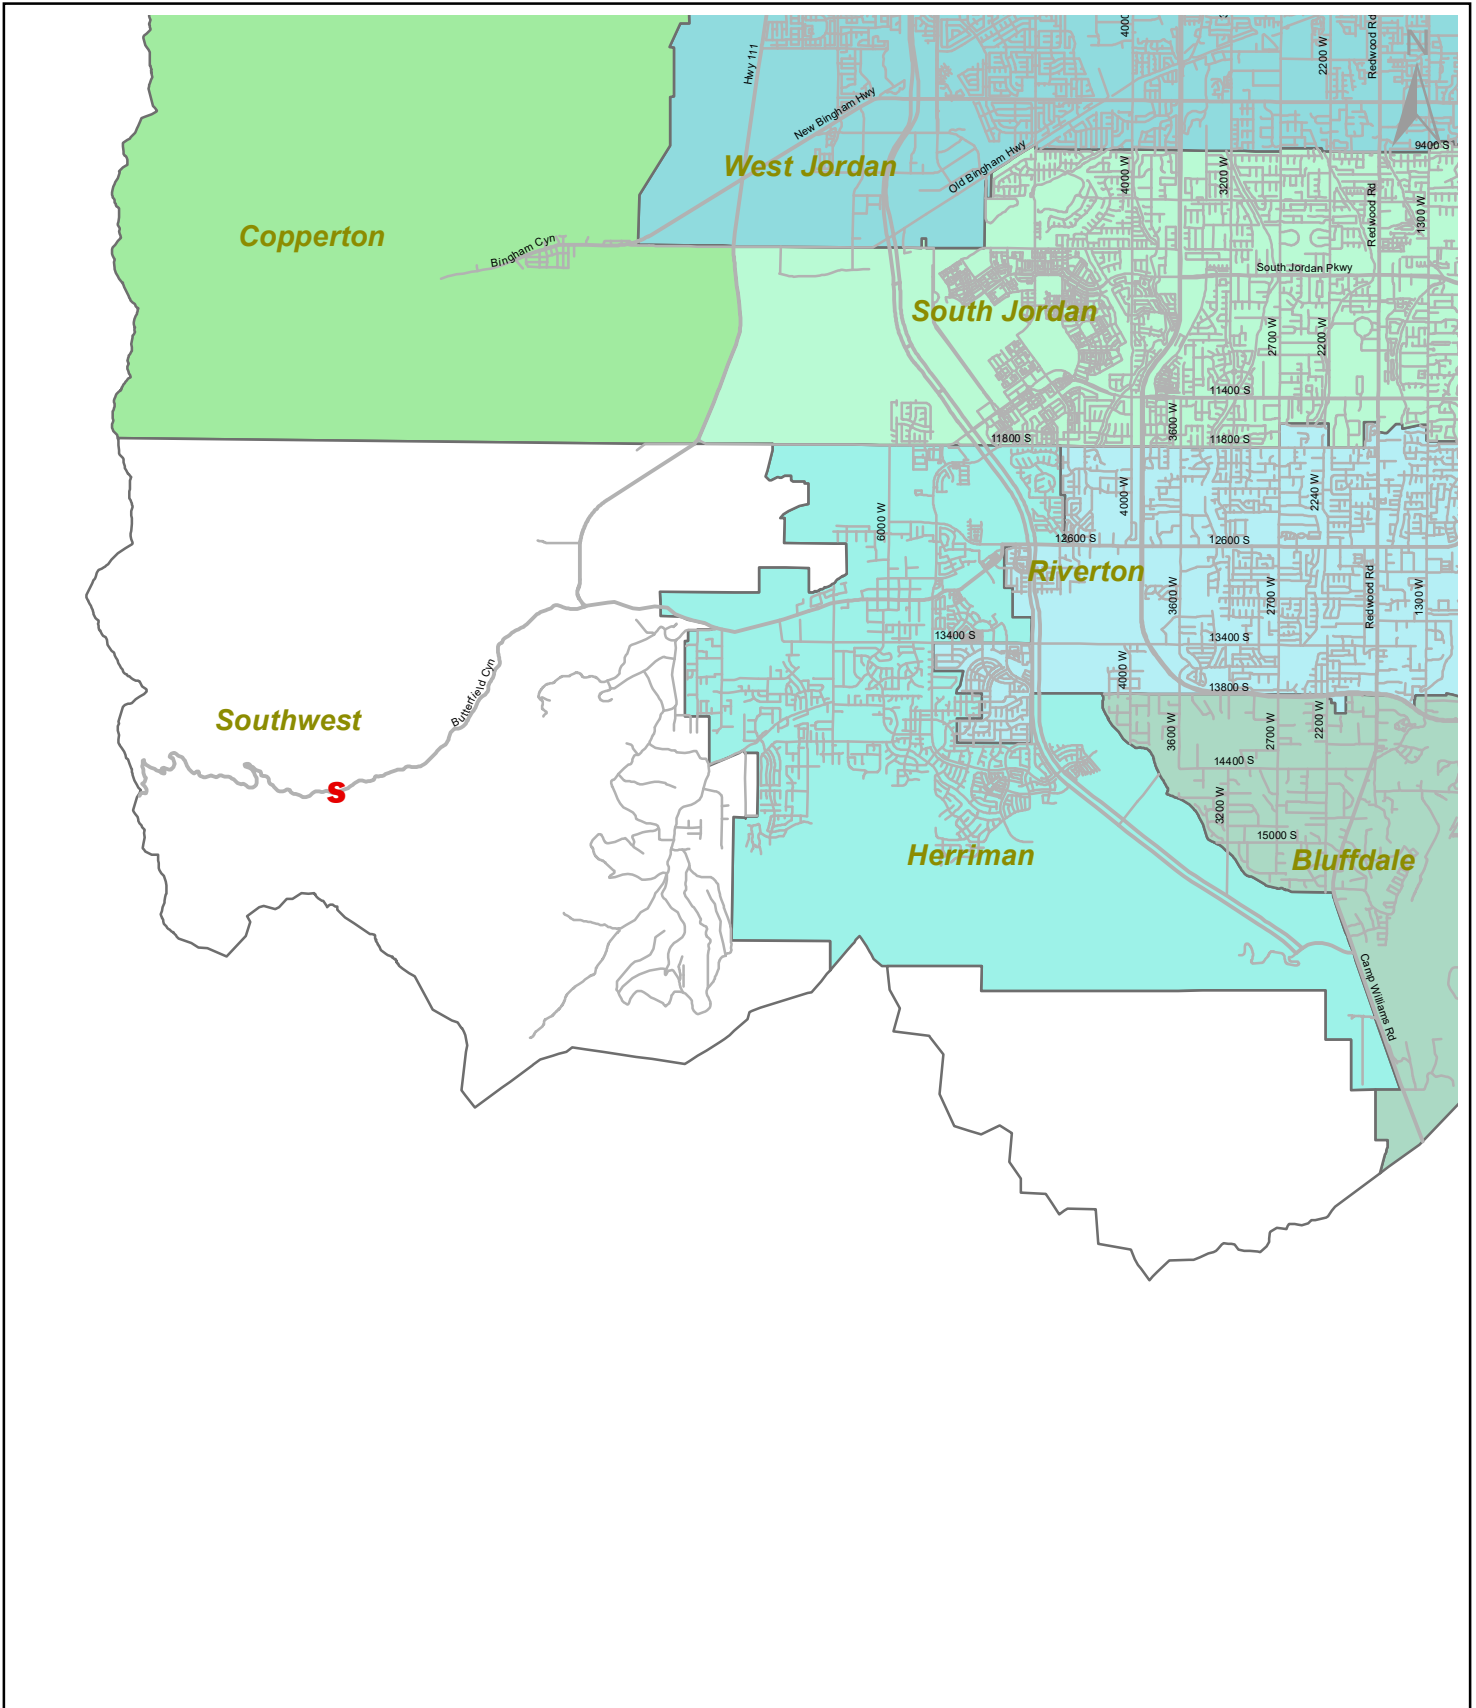 4000
2200 W
Redwood Rd
N
Hwy 111
New Bingham Hwy
9400 S
Old Bingham Hwy
West Jordan
4000 W
3200 W
Redwood Rd
1300 W
Copperton
Bingham Cyn
South Jordan Pkwy
South Jordan
2700 W
2200 W
11400 S
3600 W
11800 S
11800 S
4000 W
2240 W
6000 W
12600 S
12600 S
Riverton
3600 W
2700 W
Redwood Rd
1300 W
13400 S
13400 S
4000 W
13800 S
Butterfield Cyn
Southwest
3600 W
2700 W
2200 W
14400 S
S
3200 W
15000 S
Herriman
Bluffdale
Camp Williams Rd